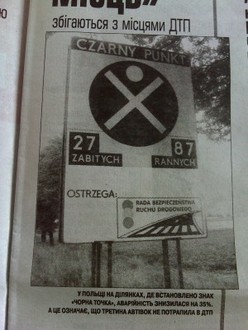 МІСЦЬ»
збігаються з місцями ДТП
CZARNY PUNKT
27
ZABITYCH
87
RANNYCH
OSTRZEGA:
RADA BEZPIECZEŃSTWA
RUCHU DROGOWEGO
У ПОЛЬЩІ НА ДІЛЯНКАХ, ДЕ ВСТАНОВЛЕНО ЗНАК
«ЧОРНА ТОЧКА», АВАРІЙНІСТЬ ЗНИЗИЛАСЯ НА 35%,
А ЦЕ ОЗНАЧАЄ, ЩО ТРЕТИНА АВТІВОК НЕ ПОТРАПИЛА В ДТП